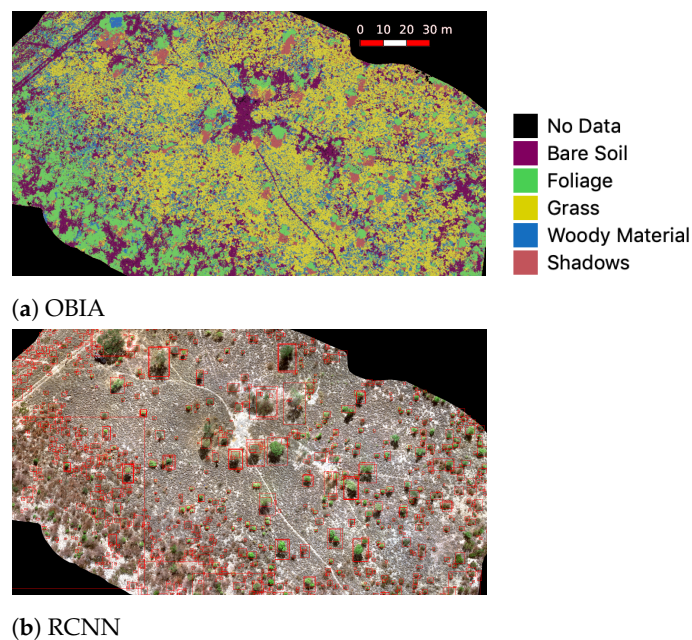 0 10 20 30 m
No Data
Bare Soil
Foliage
Grass
Woody Material
Shadows
(a) OBIA
(b) RCNN